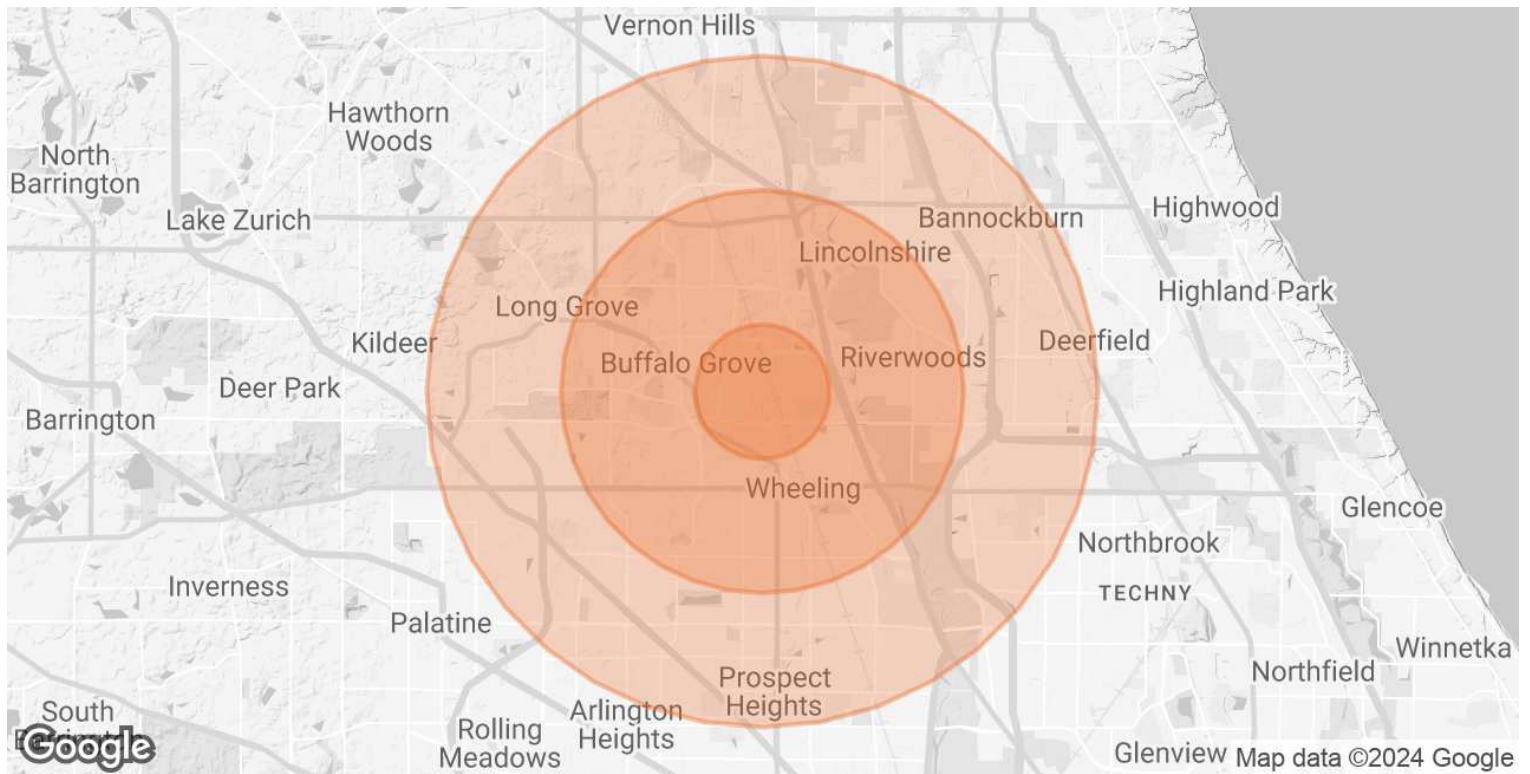 Vernon Hills
Hawthorn
Woods
North
Barrington
Lake Zurich
Bannockburn
Highwood
Lincolnshire
Highland Park
Long Grove
Kildeer
Deerfield
Buffalo Grove
Riverwoods
Deer Park
Barrington
Wheeling
Glencoe
Northbrook
Inverness
TECHNY
Palatine
Winnetka
Northfield
Prospect
Heights
Arlington
Heights
Rolling
Meadows
South
Barrington
Google
Glenview
Map data ©2024 Google